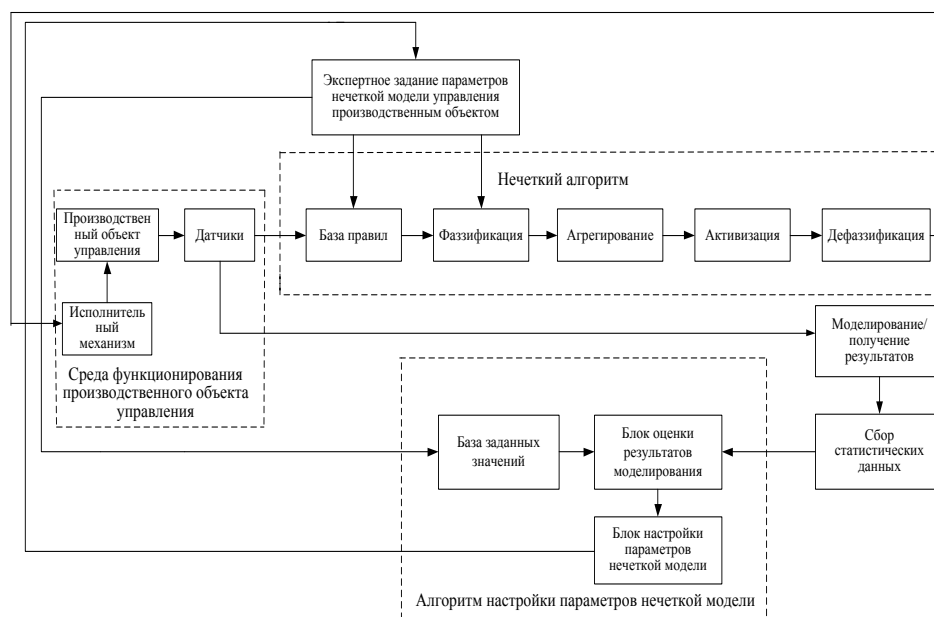 Экспертное задание параметров
нечеткой модели управления
производственным объектом
Нечеткий алгоритм
Производствен
ный объект
управления
Датчики
База правил
Фаззификация
Агрегирование
Активизация
Дефаззификация
Исполнитель
ный
механизм
Среда функционирования
производственного объекта
управления
Моделирование/
получение
результатов
База заданных
значений
Блок оценки
результатов
моделирования
Сбор
статистических
данных
Блок настройки
параметров
нечеткой модели
Алгоритм настройки параметров нечеткой модели